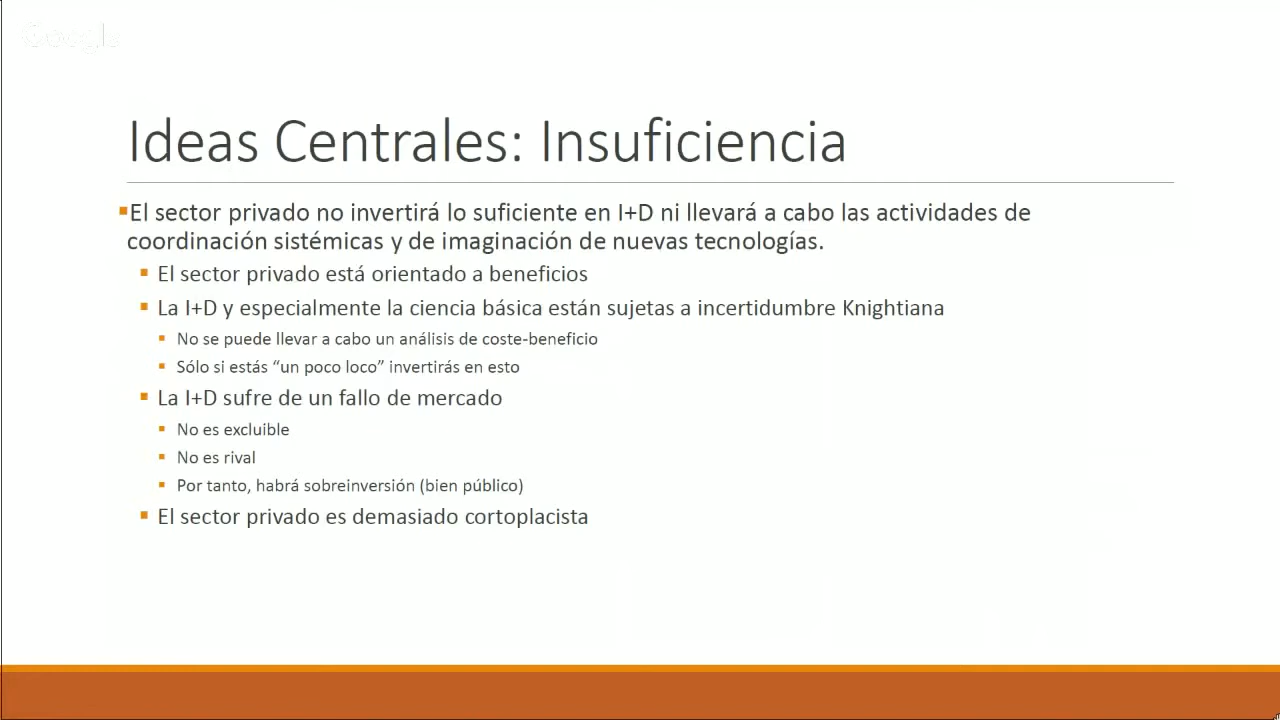 Google
Ideas Centrales: Insuficiencia
El sector privado no invertirá lo suficiente en I+D ni llevará a cabo las actividades de
coordinación sistémicas y de imaginación de nuevas tecnologías.
El sector privado está orientado a beneficios
La I+D y especialmente la ciencia básica están sujetas a incertidumbre Knightiana
No se puede llevar a cabo un análisis de coste-beneficio
Sólo si estás “un poco loco” invertirás en esto
La I+D sufre de un fallo de mercado
No es excluible
No es rival
Por tanto, habrá sobreinversión (bien público)
El sector privado es demasiado cortoplacista